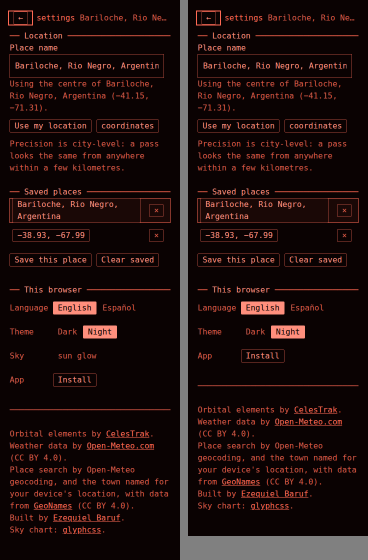 ← settings Bariloche, Río Ne…
Location
Place name
Bariloche, Río Negro, Argentin
Using the centre of Bariloche,
Río Negro, Argentina (−41.15,
−71.31).
Use my location coordinates
Precision is city-level: a pass
looks the same from anywhere
within a few kilometres.
Saved places
Bariloche, Río Negro,
Argentina ×
−38.93, −67.99 ×
Save this place Clear saved
This browser
Language English Español
Theme Dark Night
Sky sun glow
App Install
Orbital elements by CelesTrak.
Weather data by Open-Meteo.com
(CC BY 4.0).
Place search by Open-Meteo
geocoding, and the town named for
your device's location, with data
from GeoNames (CC BY 4.0).
Built by Ezequiel Baruf.
Sky chart: glyphcss.
← settings Bariloche, Río Ne…
Location
Place name
Bariloche, Río Negro, Argentin
Using the centre of Bariloche,
Río Negro, Argentina (−41.15,
−71.31).
Use my location coordinates
Precision is city-level: a pass
looks the same from anywhere
within a few kilometres.
Saved places
Bariloche, Río Negro,
Argentina ×
−38.93, −67.99 ×
Save this place Clear saved
This browser
Language English Español
Theme Dark Night
App Install
Orbital elements by CelesTrak.
Weather data by Open-Meteo.com
(CC BY 4.0).
Place search by Open-Meteo
geocoding, and the town named for
your device's location, with data
from GeoNames (CC BY 4.0).
Built by Ezequiel Baruf.
Sky chart: glyphcss.